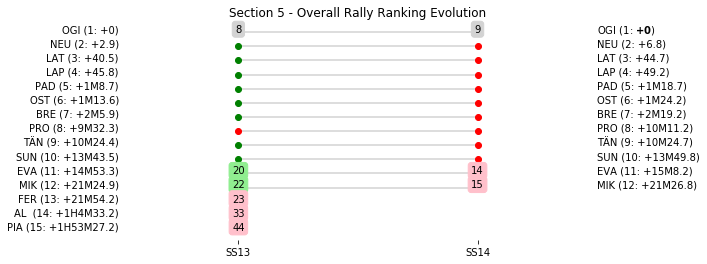 Section 5 - Overall Rally Ranking Evolution
OGI (1: +0) 8 9 OGI (1: +0)
NEU (2: +2.9) NEU (2: +6.8)
LAT (3: +40.5) LAT (3: +44.7)
LAP (4: +45.8) LAP (4: +49.2)
PAD (5: +1M8.7) PAD (5: +1M18.7)
OST (6: +1M13.6) OST (6: +1M24.2)
BRE (7: +2M5.9) BRE (7: +2M19.2)
PRO (8: +9M32.3) PRO (8: +10M11.2)
TÄN (9: +10M24.4) TÄN (9: +10M24.7)
SUN (10: +13M43.5) SUN (10: +13M49.8)
EVA (11: +14M53.3) 20 14 EVA (11: +15M8.2)
MIK (12: +21M24.9) 22 15 MIK (12: +21M26.8)
FER (13: +21M54.2) 23
AL  (14: +1H4M33.2) 33
PIA (15: +1H53M27.2) 44
SS13 SS14